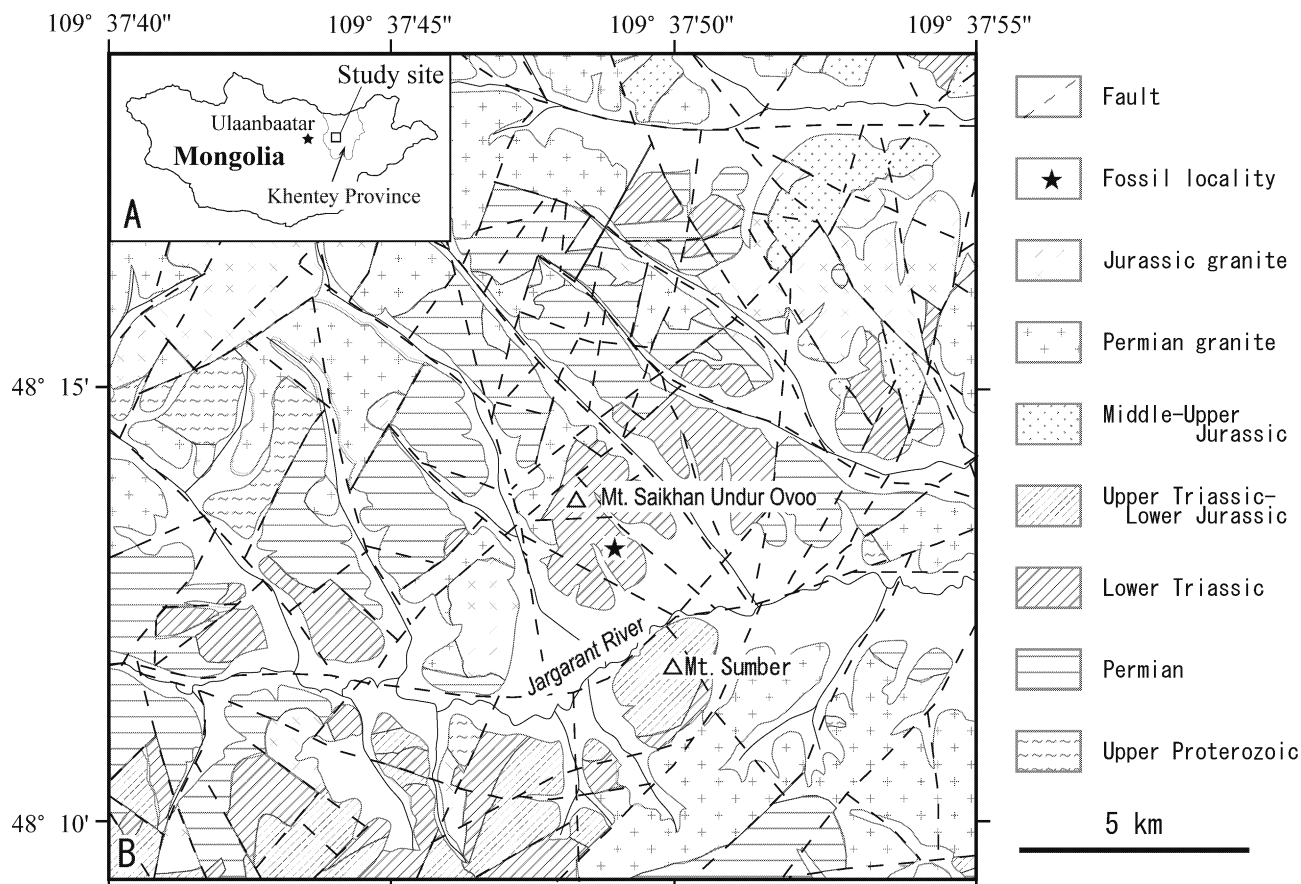 109° 37'40"
109° 37'45"
109° 37'50"
109° 37'55"
Study site
Ulaanbaatar
Mongolia
Khentey Province
A
48° 15'
Mt. Saikhan Undur Ovoo
Jargarant River
Mt. Sumber
48° 10'
B
Fault
Fossil locality
Jurassic granite
Permian granite
Middle-Upper
Jurassic
Upper Triassic-
Lower Jurassic
Lower Triassic
Permian
Upper Proterozoic
5 km